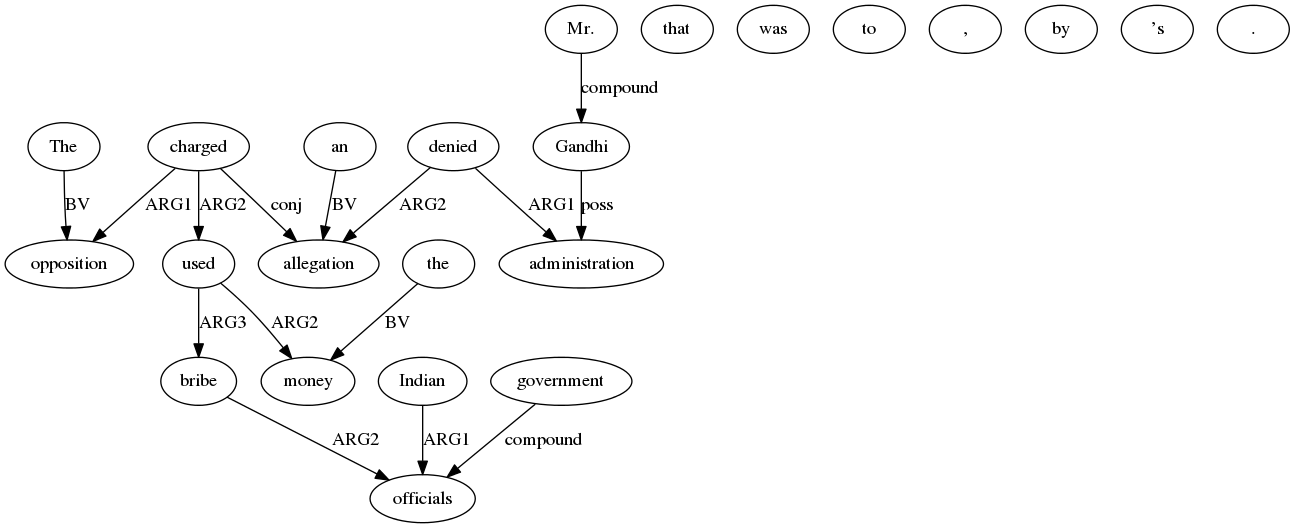 Mr. that was to , by ’s .
compound
The charged an denied Gandhi
BV ARG1 ARG2 conj BV ARG2 ARG1 poss
opposition used allegation the administration
ARG3 ARG2 BV
bribe money Indian government
ARG2 ARG1 compound
officials